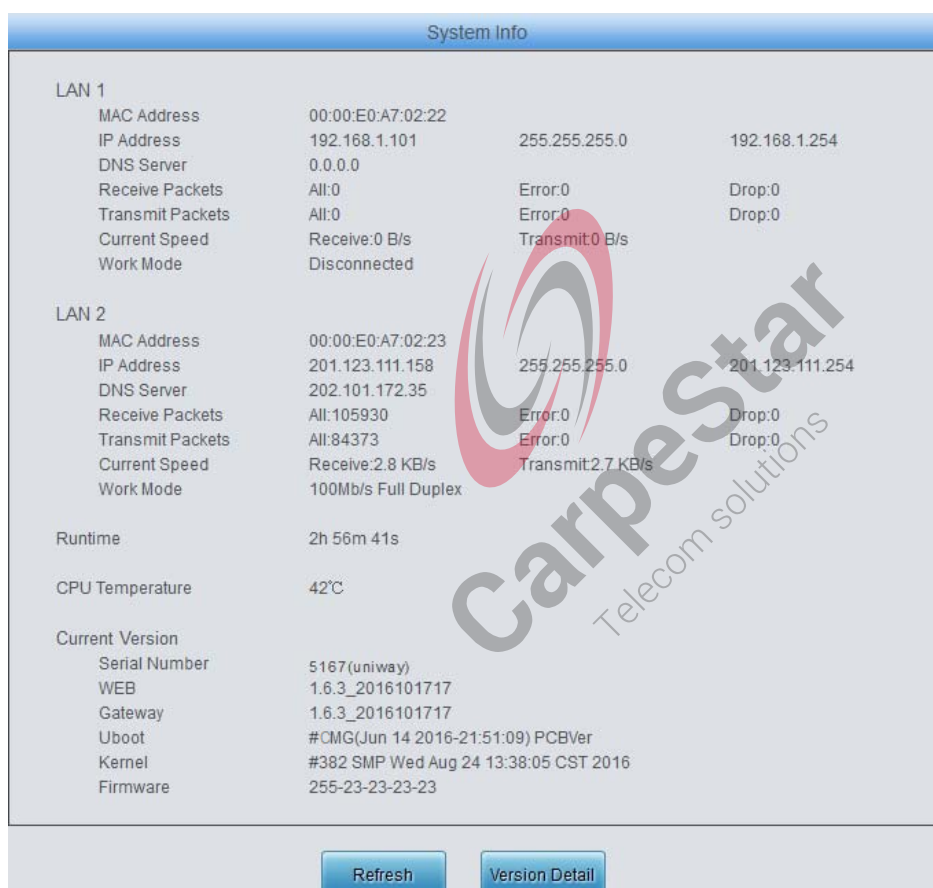 System Info
LAN 1
MAC Address 00:00:E0:A7:02:22
IP Address 192.168.1.101 255.255.255.0 192.168.1.254
DNS Server 0.0.0.0
Receive Packets All:0 Error:0 Drop:0
Transmit Packets All:0 Error:0 Drop:0
Current Speed Receive:0 B/s Transmit:0 B/s
Work Mode Disconnected
LAN 2
MAC Address 00:00:E0:A7:02:23
IP Address 201.123.111.158 255.255.255.0 201.123.111.254
DNS Server 202.101.172.35
Receive Packets All:105930 Error:0 Drop:0
Transmit Packets All:84373 Error:0 Drop:0
Current Speed Receive:2.8 KB/s Transmit:2.7 KB/s
Work Mode 100Mb/s Full Duplex
Runtime 2h 56m 41s
CPU Temperature 42℃
Current Version
Serial Number 5167(uniway)
WEB 1.6.3_2016101717
Gateway 1.6.3_2016101717
Uboot #CMG(Jun 14 2016-21:51:09) PCBVer
Kernel #382 SMP Wed Aug 24 13:38:05 CST 2016
Firmware 255-23-23-23-23
Refresh Version Detail
CarpeStar
Telecom solutions